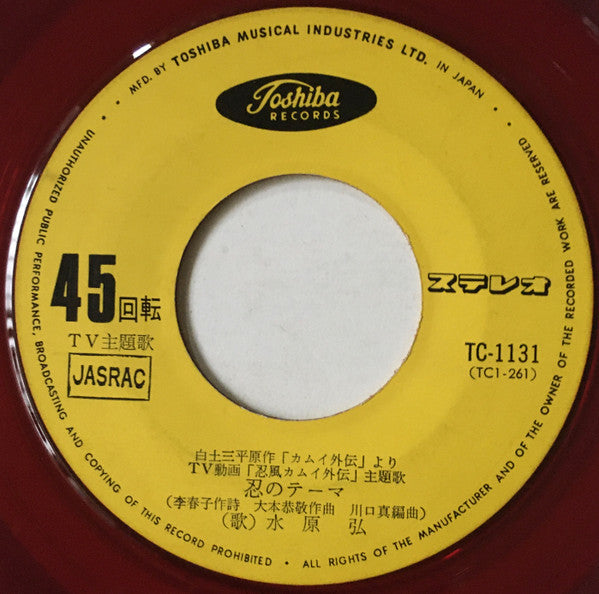 MFD. BY TOSHIBA MUSICAL INDUSTRIES LTD. IN JAPAN
Toshiba
RECORDS
45回転
TV主題歌
JASRAC
ステレオ
TC-1131
(TC1-261)
白土三平原作「カムイ外伝」より
TV動画「忍風カムイ外伝」主題歌
忍のテーマ
(李春子作詩 大本恭敬作曲 川口真編曲)
(歌) 水原 弘
UNAUTHORIZED PUBLIC PERFORMANCE, BROADCASTING AND COPYING OF THIS RECORD PROHIBITED • ALL RIGHTS OF THE MANUFACTURER AND OF THE OWNER OF THE RECORDED WORK ARE RESERVED